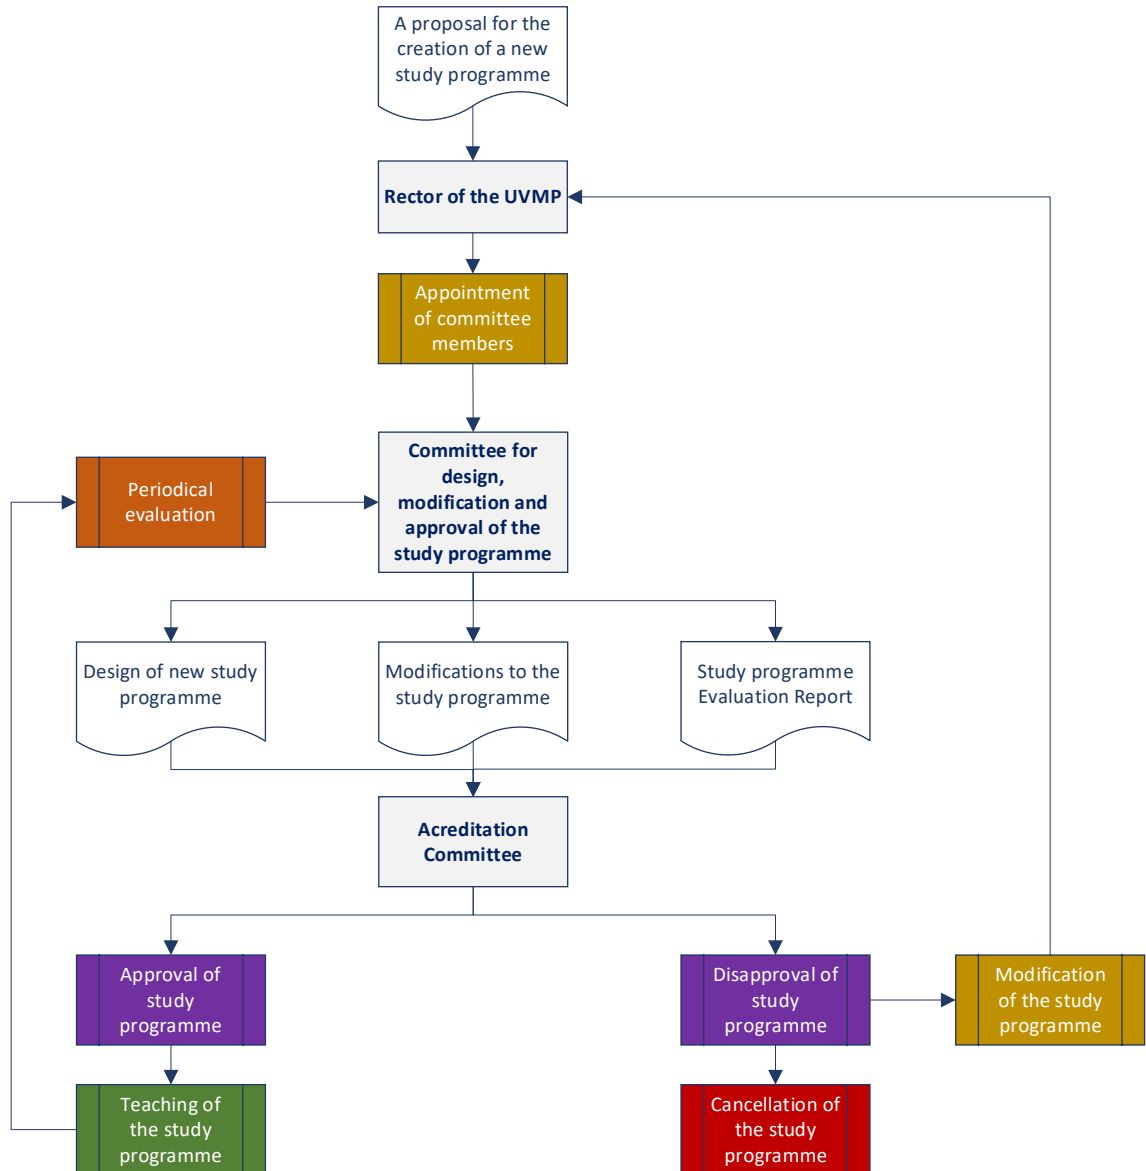 A proposal for the
creation of a new
study programme
Rector of the UVMP
Appointment
of committee
members
Committee for
design,
modification and
approval of the
study programme
Periodical
evaluation
Design of new study
programme
Modifications to the
study programme
Study programme
Evaluation Report
Acreditation
Committee
Approval of
study
programme
Disapproval of
study
programme
Modification
of the study
programme
Teaching of
the study
programme
Cancellation of
the study
programme